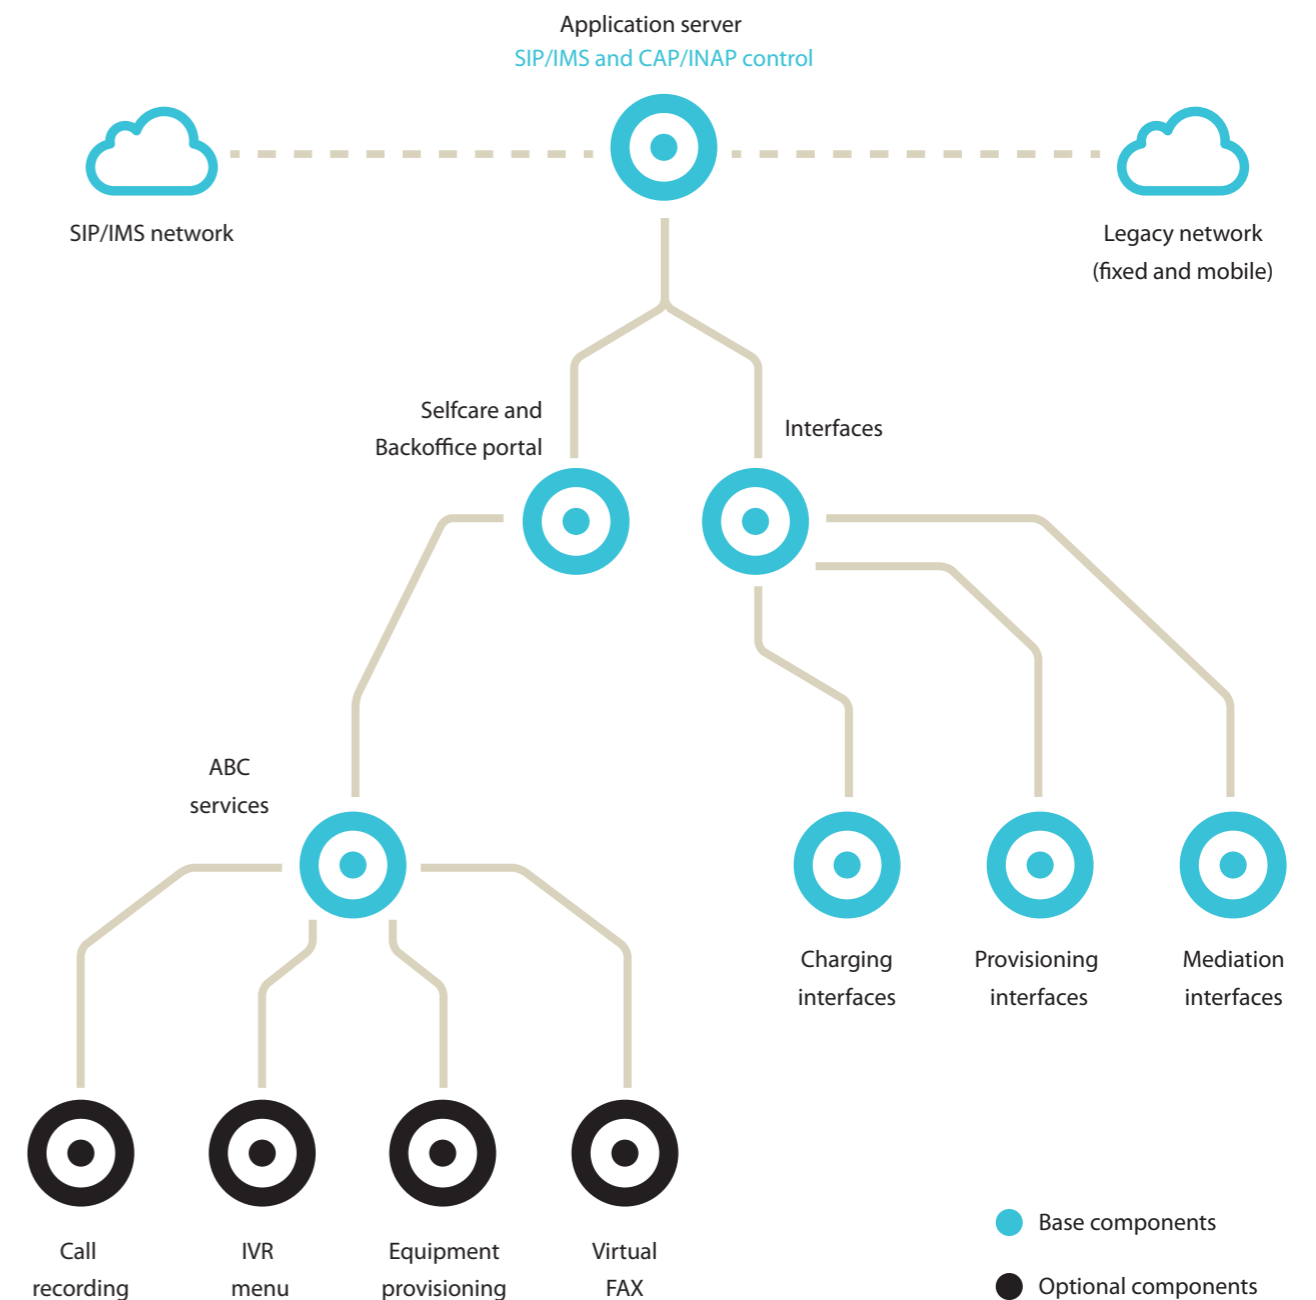 Application server
SIP/IMS and CAP/INAP control
SIP/IMS network
Legacy network
(fixed and mobile)
Selfcare and
Backoffice portal
Interfaces
ABC
services
Charging
interfaces
Provisioning
interfaces
Mediation
interfaces
Call
recording
IVR
menu
Equipment
provisioning
Virtual
FAX
Base components
Optional components